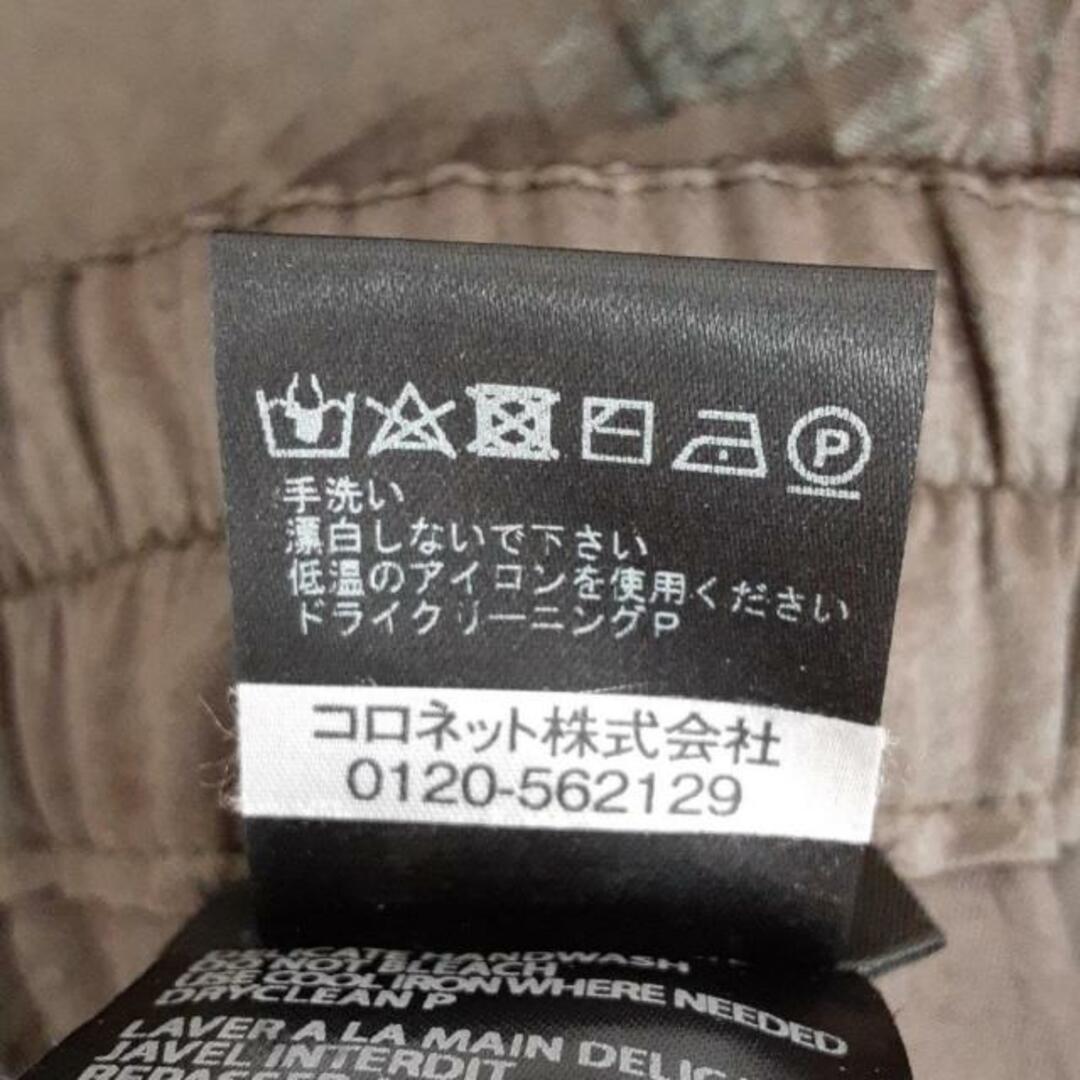 P
手洗い
漂白しないで下さい
低温のアイロンを使用ください
ドライクリーニングP
コロネット株式会社
0120-562129
DELICATE HANDWASH
DO NOT BLEACH
USE COOL IRON WHERE NEEDED
DRYCLEAN P
LAVER A LA MAIN
JAVEL INTERDIT